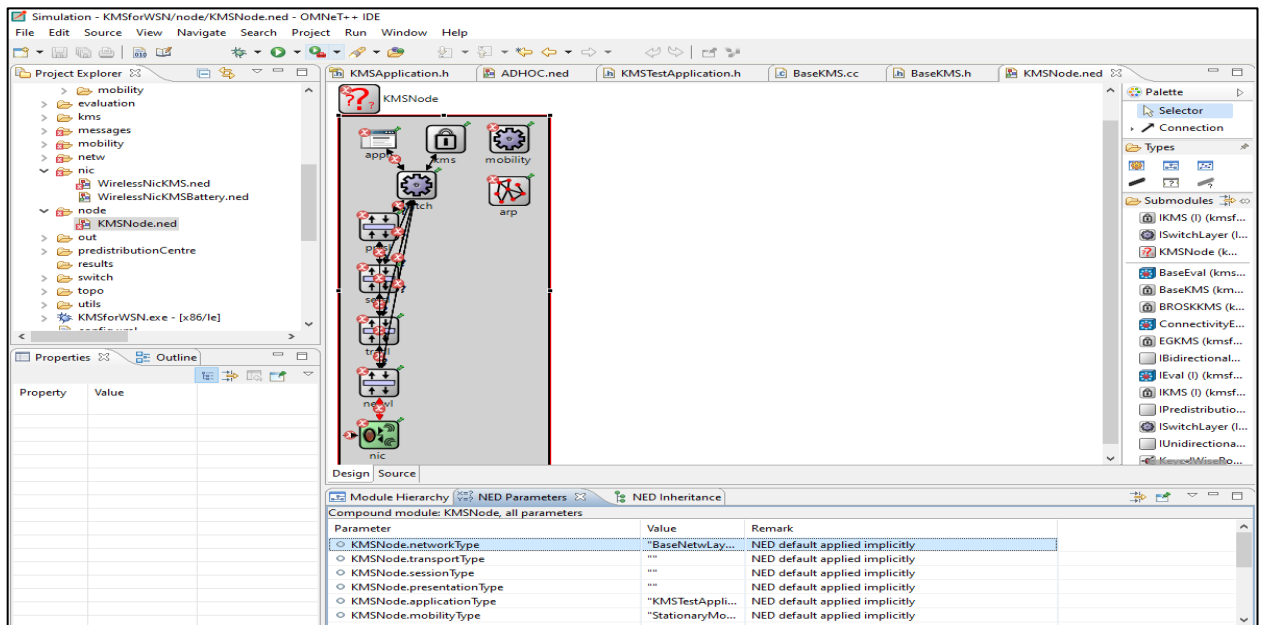 Simulation - KMSforWSN/node/KMSNode.ned - OMNeT++ IDE
File Edit Source View Navigate Search Project Run Window Help
Project Explorer
mobility
evaluation
kms
messages
mobility
netw
nic
WirelessNicKMS.ned
WirelessNicKMSBattery.ned
node
KMSNode.ned
out
predistributionCentre
results
switch
topo
utils
KMSforWSN.exe - [x86/le]
Properties Outline
Property Value
KMSApplication.h ADHOC.ned KMSTestApplication.h BaseKMS.cc BaseKMS.h KMSNode.ned
KMSNode
kms
mobility
arp
nic
Design Source
Palette
Selector
Connection
Types
Submodules
IKMS (I) (kmsf...
ISwitchLayer (I...
KMSNode (k...
BaseEval (kms...
BaseKMS (km...
BROSKKMS (k...
ConnectivityE...
EGKMS (kmsf...
IBidirectional...
IEval (I) (kmsf...
IKMS (I) (kmsf...
IPredistributio...
ISwitchLayer (I...
IUnidirectiona...
Module Hierarchy NED Parameters NED Inheritance
Compound module: KMSNode, all parameters
Parameter Value Remark
KMSNode.networkType "BaseNetwLay... NED default applied implicitly
KMSNode.transportType "" NED default applied implicitly
KMSNode.sessionType "" NED default applied implicitly
KMSNode.presentationType "" NED default applied implicitly
KMSNode.applicationType "KMSTestAppli... NED default applied implicitly
KMSNode.mobilityType "StationaryMo... NED default applied implicitly